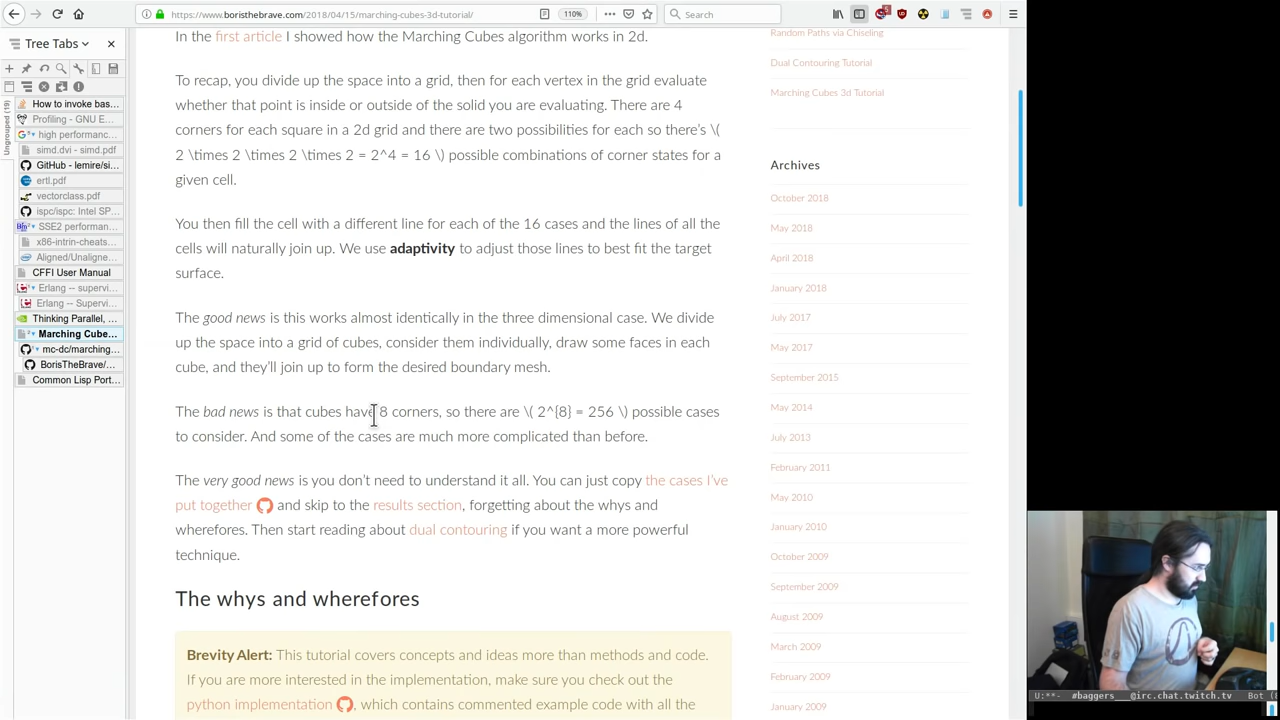 https://www.boristhebrave.com/2018/04/15/marching-cubes-3d-tutorial/
110%
Search
Tree Tabs
Ungrouped (19)
How to invoke bas...
Profiling - GNU E...
high performanc...
simd.dvi - simd.pdf
GitHub - lemire/si...
ertl.pdf
vectorclass.pdf
ispc/ispc: Intel SP...
SSE2 performan...
x86-intrin-cheats...
Aligned/Unaligne...
CFFI User Manual
Erlang -- Supervi...
Erlang -- Supervi...
Thinking Parallel, ...
Marching Cube...
mc-dc/marching...
BorisTheBrave/...
Common Lisp Port...
In the first article I showed how the Marching Cubes algorithm works in 2d.
To recap, you divide up the space into a grid, then for each vertex in the grid evaluate
whether that point is inside or outside of the solid you are evaluating. There are 4
corners for each square in a 2d grid and there are two possibilities for each so there's \(
2 \times 2 \times 2 \times 2 = 2^4 = 16 \) possible combinations of corner states for a
given cell.
You then fill the cell with a different line for each of the 16 cases and the lines of all the
cells will naturally join up. We use adaptivity to adjust those lines to best fit the target
surface.
The good news is this works almost identically in the three dimensional case. We divide
up the space into a grid of cubes, consider them individually, draw some faces in each
cube, and they'll join up to form the desired boundary mesh.
The bad news is that cubes have 8 corners, so there are \( 2^{8} = 256 \) possible cases
to consider. And some of the cases are much more complicated than before.
The very good news is you don't need to understand it all. You can just copy the cases I've
put together and skip to the results section, forgetting about the whys and
wherefores. Then start reading about dual contouring if you want a more powerful
technique.
The whys and wherefores
Brevity Alert: This tutorial covers concepts and ideas more than methods and code.
If you are more interested in the implementation, make sure you check out the
python implementation , which contains commented example code with all the
Random Paths via Chiseling
Dual Contouring Tutorial
Marching Cubes 3d Tutorial
Archives
October 2018
May 2018
April 2018
January 2018
July 2017
May 2017
September 2015
May 2014
July 2013
February 2011
May 2010
January 2010
October 2009
September 2009
August 2009
March 2009
February 2009
January 2009
U:**- #baggers___@irc.chat.twitch.tv Bot